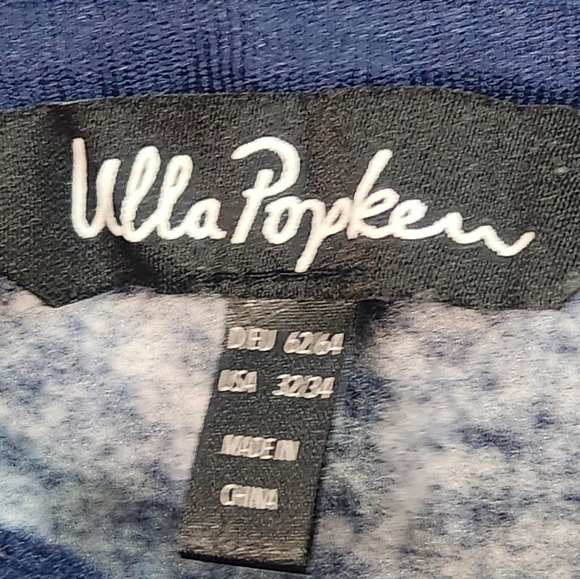 Ulla Popken
DEU 62/64
USA 32/34
MADE IN
CHINA